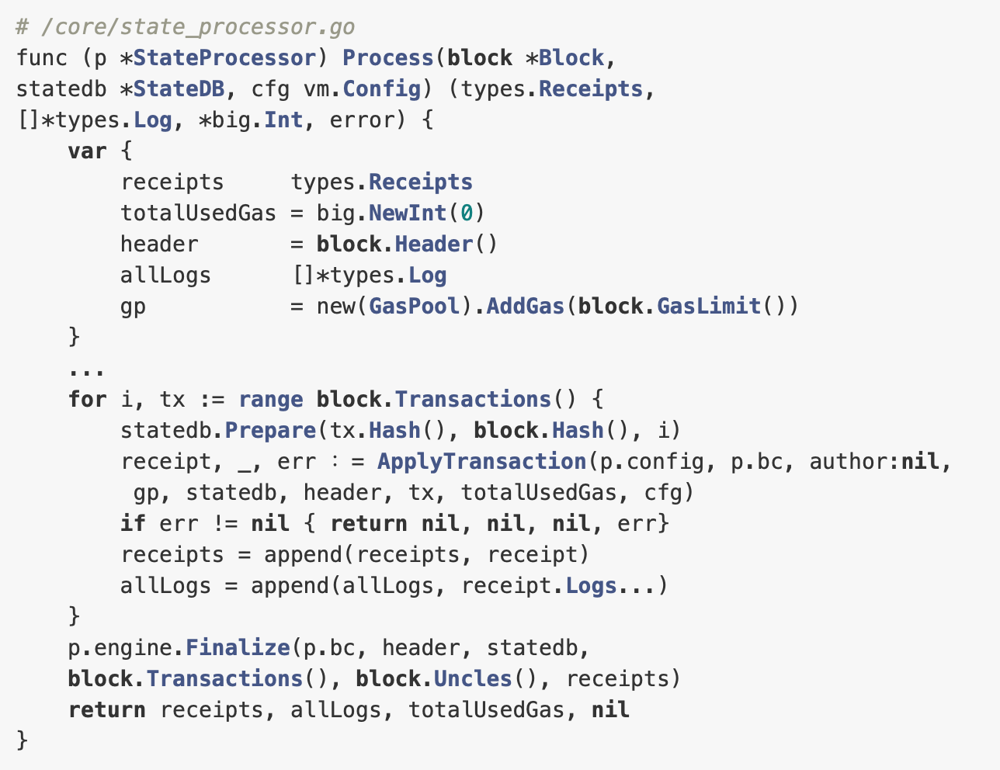 # /core/state_processor.go
func (p *StateProcessor) Process(block *Block,
statedb *StateDB, cfg vm.Config) (types.Receipts,
[]*types.Log, *big.Int, error) {
    var {
        receipts     types.Receipts
        totalUsedGas = big.NewInt(0)
        header       = block.Header()
        allLogs      []*types.Log
        gp           = new(GasPool).AddGas(block.GasLimit())
    }
    ...
    for i, tx := range block.Transactions() {
        statedb.Prepare(tx.Hash(), block.Hash(), i)
        receipt, _, err : = ApplyTransaction(p.config, p.bc, author:nil,
         gp, statedb, header, tx, totalUsedGas, cfg)
        if err != nil { return nil, nil, nil, err}
        receipts = append(receipts, receipt)
        allLogs = append(allLogs, receipt.Logs...)
    }
    p.engine.Finalize(p.bc, header, statedb,
    block.Transactions(), block.Uncles(), receipts)
    return receipts, allLogs, totalUsedGas, nil
}